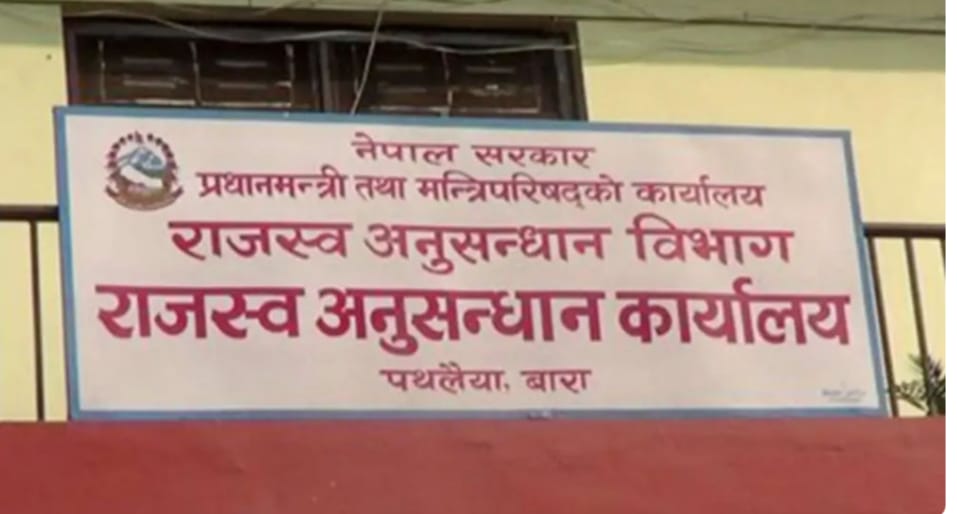 नेपाल सरकार
प्रधानमन्त्री तथा मन्त्रिपरिषद्को कार्यालय
राजस्व अनुसन्धान विभाग
राजस्व अनुसन्धान कार्यालय
पथलैया, बारा